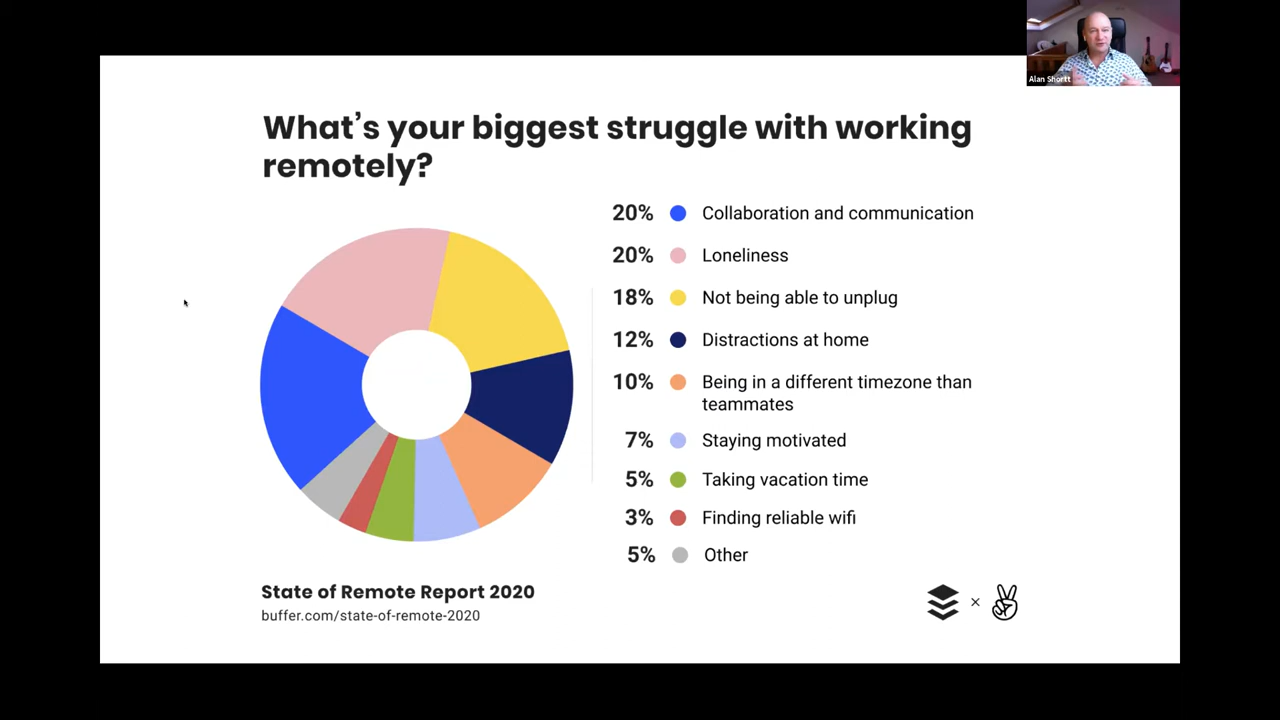 Alan Shortt
What's your biggest struggle with working
remotely?
20% Collaboration and communication
20% Loneliness
18% Not being able to unplug
12% Distractions at home
10% Being in a different timezone than
teammates
7% Staying motivated
5% Taking vacation time
3% Finding reliable wifi
5% Other
State of Remote Report 2020
buffer.com/state-of-remote-2020
×